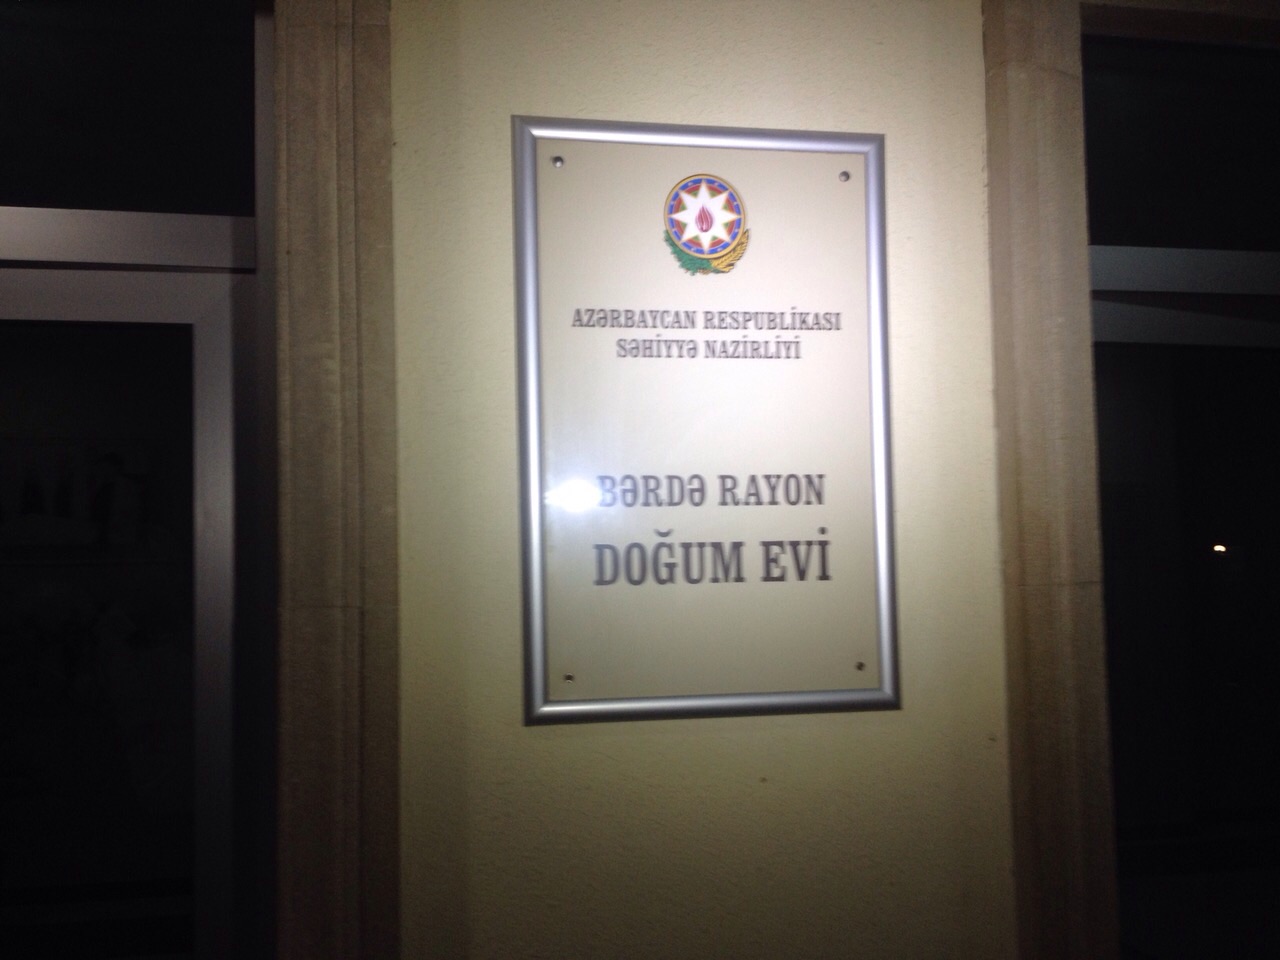 AZƏRBAYCAN RESPUBLİKASI
SƏHİYYƏ NAZİRLİYİ
BƏRDƏ RAYON
DOĞUM EVİ